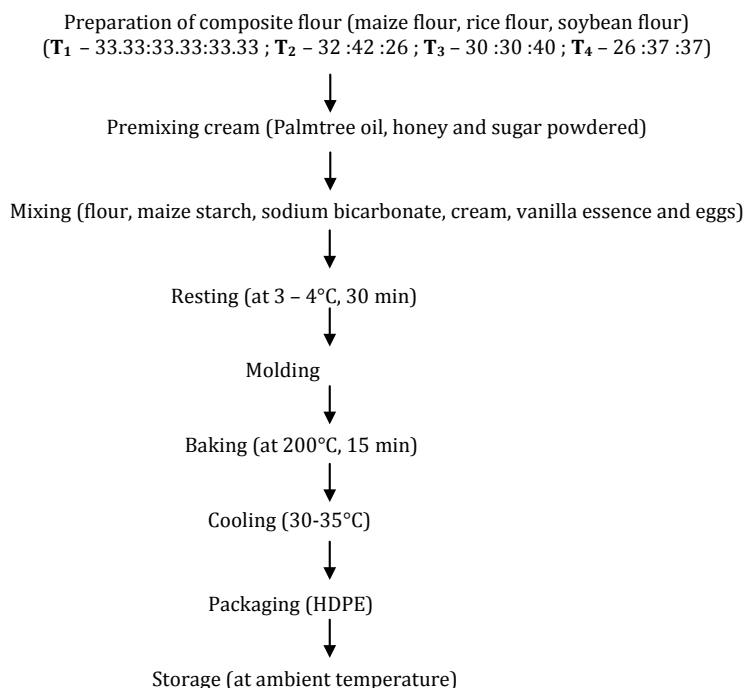 Preparation of composite flour (maize flour, rice flour, soybean flour)
(T₁ – 33.33:33.33:33.33 ; T₂ – 32 :42 :26 ; T₃ – 30 :30 :40 ; T₄ – 26 :37 :37)
Premixing cream (Palmtree oil, honey and sugar powdered)
Mixing (flour, maize starch, sodium bicarbonate, cream, vanilla essence and eggs)
Resting (at 3 – 4°C, 30 min)
Molding
Baking (at 200°C, 15 min)
Cooling (30-35°C)
Packaging (HDPE)
Storage (at ambient temperature)